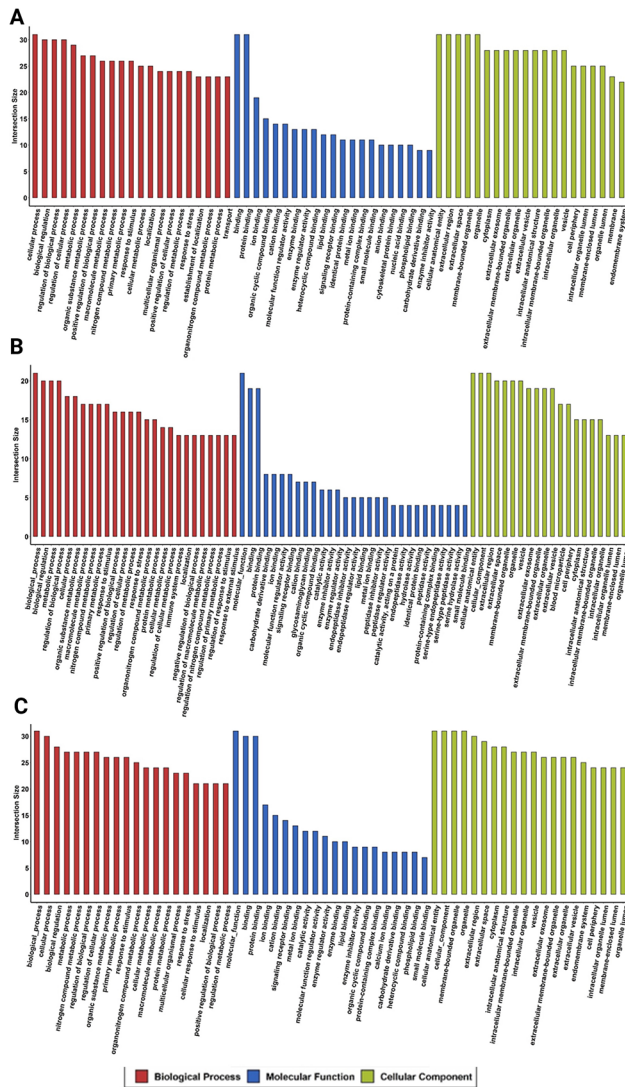 A
Intersection Size
30
25
20
15
10
5
0
cellular process
biological regulation
regulation of biological process
regulation of cellular process
metabolic process
organic substance metabolic process
positive regulation of biological process
macromolecule metabolic process
nitrogen compound metabolic process
primary metabolic process
response to stimulus
cellular metabolic process
localization
multicellular organismal process
positive regulation of cellular process
regulation of metabolic process
response to stress
establishment of localization
organonitrogen compound metabolic process
protein metabolic process
transport
binding
protein binding
ion binding
organic cyclic compound binding
cation binding
molecular function regulator activity
enzyme binding
enzyme regulator activity
heterocyclic compound binding
lipid binding
signaling receptor binding
identical protein binding
metal ion binding
protein-containing complex binding
small molecule binding
anion binding
cytoskeletal protein binding
nucleic acid binding
phospholipid binding
carbohydrate derivative binding
enzyme inhibitor activity
cellular anatomical entity
extracellular region
extracellular space
membrane-bounded organelle
organelle
cytoplasm
extracellular exosome
extracellular membrane-bounded organelle
extracellular organelle
extracellular vesicle
intracellular anatomical structure
intracellular membrane-bounded organelle
vesicle
cell periphery
intracellular organelle
intracellular organelle lumen
membrane-enclosed lumen
organelle lumen
membrane
endomembrane system
B
Intersection Size
20
15
10
5
0
biological_process
biological regulation
metabolic process
regulation of biological process
cellular process
organic substance metabolic process
macromolecule metabolic process
nitrogen compound metabolic process
primary metabolic process
response to stimulus
positive regulation of biological process
regulation of cellular process
regulation of metabolic process
response to stress
organonitrogen compound metabolic process
protein metabolic process
cellular metabolic process
regulation of cellular metabolic process
immune system process
localization
negative regulation of biological process
regulation of macromolecule metabolic process
regulation of nitrogen compound metabolic process
regulation of primary metabolic process
regulation of response to stimulus
response to external stimulus
molecular_function
binding
protein binding
carbohydrate derivative binding
ion binding
molecular function regulator activity
signaling receptor binding
cation binding
glycosaminoglycan binding
organic cyclic compound binding
catalytic activity
enzyme inhibitor activity
enzyme regulator activity
endopeptidase inhibitor activity
endopeptidase regulator activity
lipid binding
metal ion binding
peptidase inhibitor activity
peptidase regulator activity
catalytic activity, acting on a protein
endopeptidase activity
hydrolase activity
identical protein binding
peptidase activity
protein-containing complex binding
serine-type endopeptidase activity
serine-type peptidase activity
serine hydrolase activity
small molecule binding
cellular anatomical entity
cellular_component
extracellular region
extracellular space
membrane-bounded organelle
organelle
vesicle
extracellular exosome
extracellular membrane-bounded organelle
extracellular organelle
extracellular vesicle
blood microparticle
cell periphery
cytoplasm
intracellular anatomical structure
intracellular membrane-bounded organelle
intracellular organelle
intracellular organelle lumen
membrane-enclosed lumen
organelle lumen
C
Intersection Size
30
25
20
15
10
5
0
biological_process
cellular process
biological regulation
metabolic process
nitrogen compound metabolic process
regulation of biological process
regulation of cellular process
organic substance metabolic process
primary metabolic process
response to stimulus
cellular metabolic process
organonitrogen compound metabolic process
macromolecule metabolic process
protein metabolic process
multicellular organismal process
response to stress
cellular response to stimulus
localization
positive regulation of biological process
regulation of metabolic process
molecular_function
binding
protein binding
ion binding
cation binding
signaling receptor binding
metal ion binding
catalytic activity
molecular function regulator activity
enzyme regulator activity
enzyme binding
lipid binding
enzyme inhibitor activity
organic cyclic compound binding
protein-containing complex binding
calcium ion binding
carbohydrate derivative binding
heterocyclic compound binding
phospholipid binding
small molecule binding
cellular anatomical entity
cellular_component
membrane-bounded organelle
organelle
extracellular region
extracellular space
cytoplasm
intracellular anatomical structure
intracellular membrane-bounded organelle
intracellular organelle
vesicle
extracellular exosome
extracellular membrane-bounded organelle
extracellular organelle
extracellular vesicle
endomembrane system
cell periphery
intracellular organelle lumen
membrane-enclosed lumen
organelle lumen
Biological Process
Molecular Function
Cellular Component